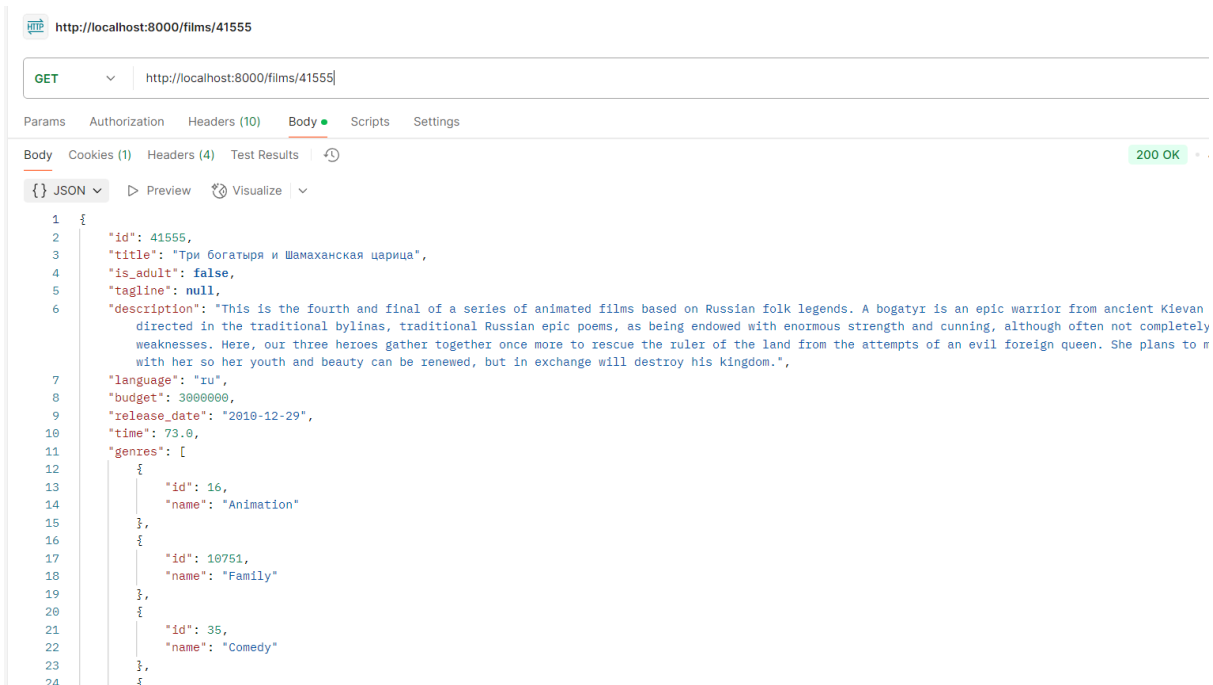 HTTP http://localhost:8000/films/41555
GET http://localhost:8000/films/41555
Params Authorization Headers (10) Body Scripts Settings
Body Cookies (1) Headers (4) Test Results 200 OK
{} JSON Preview Visualize
1 {
2 "id": 41555,
3 "title": "Три богатыря и Шамаханская царица",
4 "is_adult": false,
5 "tagline": null,
6 "description": "This is the fourth and final of a series of animated films based on Russian folk legends. A bogatyr is an epic warrior from ancient Kievan
directed in the traditional bylinas, traditional Russian epic poems, as being endowed with enormous strength and cunning, although often not completely
weaknesses. Here, our three heroes gather together once more to rescue the ruler of the land from the attempts of an evil foreign queen. She plans to
with her so her youth and beauty can be renewed, but in exchange will destroy his kingdom.",
7 "language": "ru",
8 "budget": 3000000,
9 "release_date": "2010-12-29",
10 "time": 73.0,
11 "genres": [
12 {
13 "id": 16,
14 "name": "Animation"
15 },
16 {
17 "id": 10751,
18 "name": "Family"
19 },
20 {
21 "id": 35,
22 "name": "Comedy"
23 },
24 {